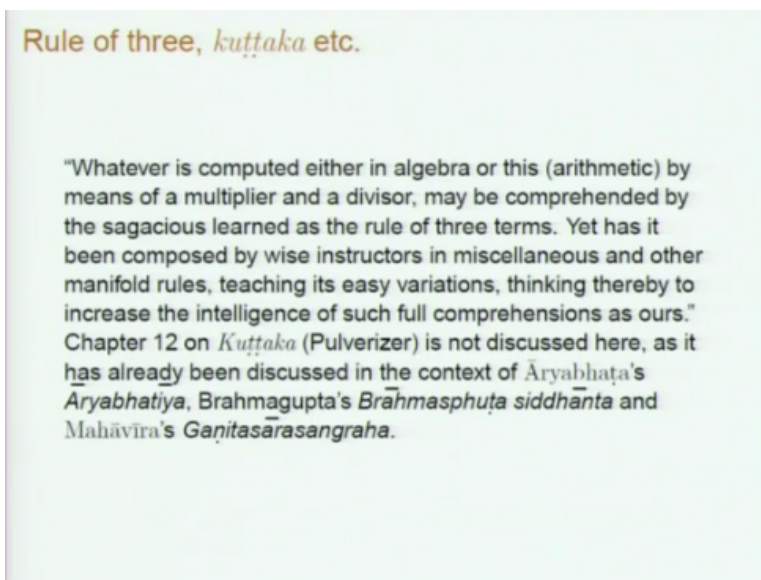 Rule of three, kuṭṭaka etc.
“Whatever is computed either in algebra or this (arithmetic) by
means of a multiplier and a divisor, may be comprehended by
the sagacious learned as the rule of three terms. Yet has it
been composed by wise instructors in miscellaneous and other
manifold rules, teaching its easy variations, thinking thereby to
increase the intelligence of such full comprehensions as ours.”
Chapter 12 on Kuṭṭaka (Pulverizer) is not discussed here, as it
has already been discussed in the context of Āryabhaṭa's
Āryabhatīya, Brahmagupta's Brāhmasphuṭa siddhānta and
Mahāvīra's Gaṇitasārasangraha.